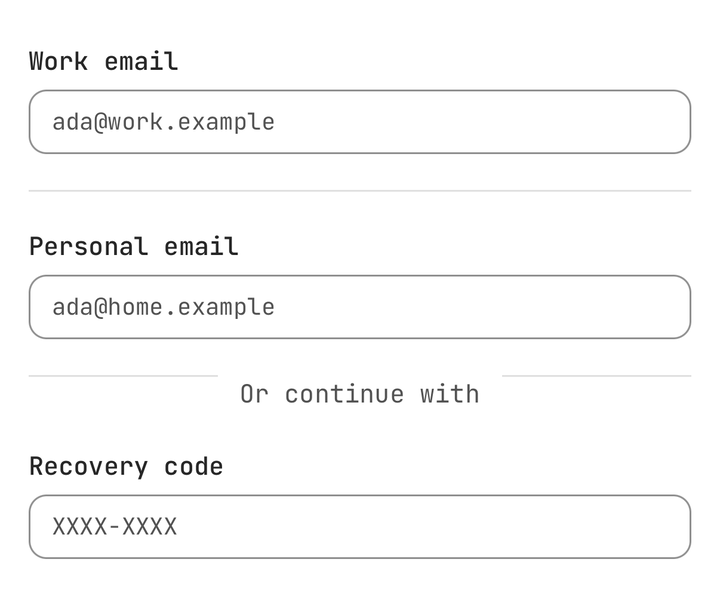 Work email
ada@work.example
Personal email
ada@home.example
Or continue with
Recovery code
XXXX-XXXX